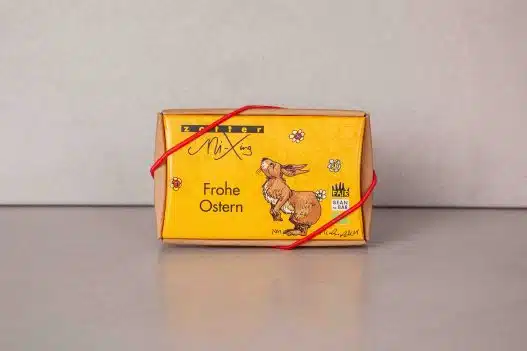 zotter
Mi-Xing
Frohe
Ostern
FAIR
BEAN
TO BAR